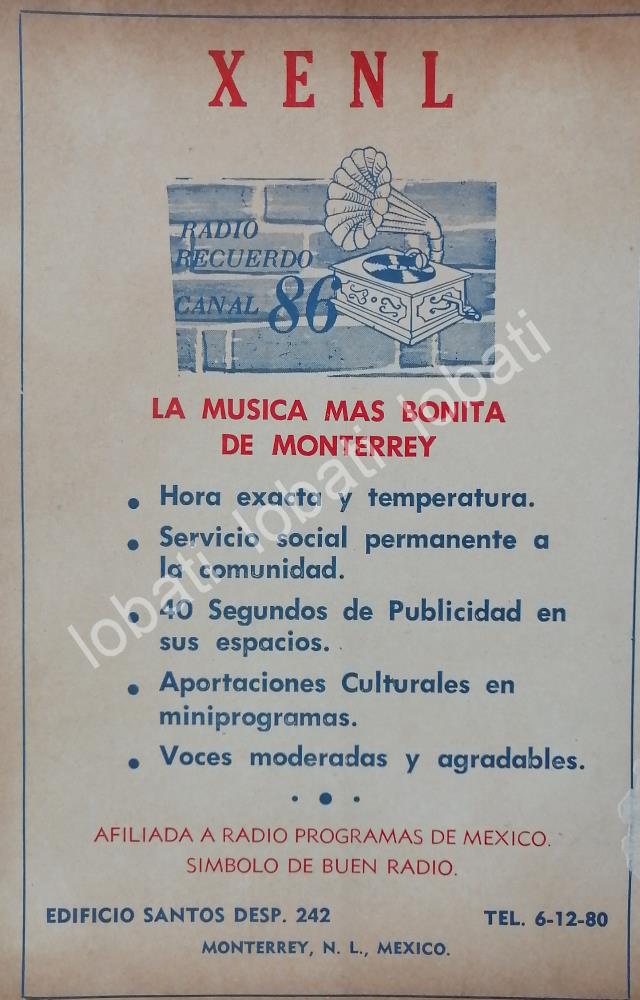 XENL
RADIO
RECUERDO
CANAL 86
LA MUSICA MAS BONITA
DE MONTERREY
• Hora exacta y temperatura.
• Servicio social permanente a
la comunidad.
• 40 Segundos de Publicidad en
sus espacios.
• Aportaciones Culturales en
miniprogramas.
• Voces moderadas y agradables.
AFILIADA A RADIO PROGRAMAS DE MEXICO.
SIMBOLO DE BUEN RADIO.
EDIFICIO SANTOS DESP. 242 TEL. 6-12-80
MONTERREY, N. L., MEXICO.
lobati lobati lobati